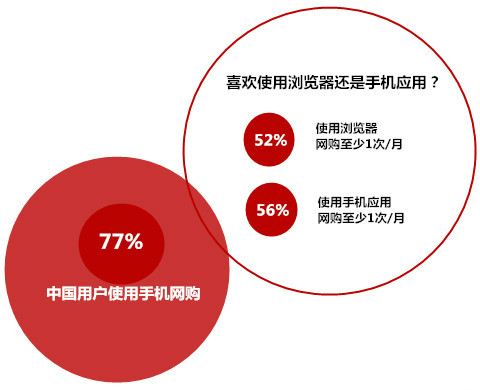 喜欢使用浏览器还是手机应用？
52%
使用浏览器
网购至少1次/月
56%
使用手机应用
网购至少1次/月
77%
中国用户使用手机网购